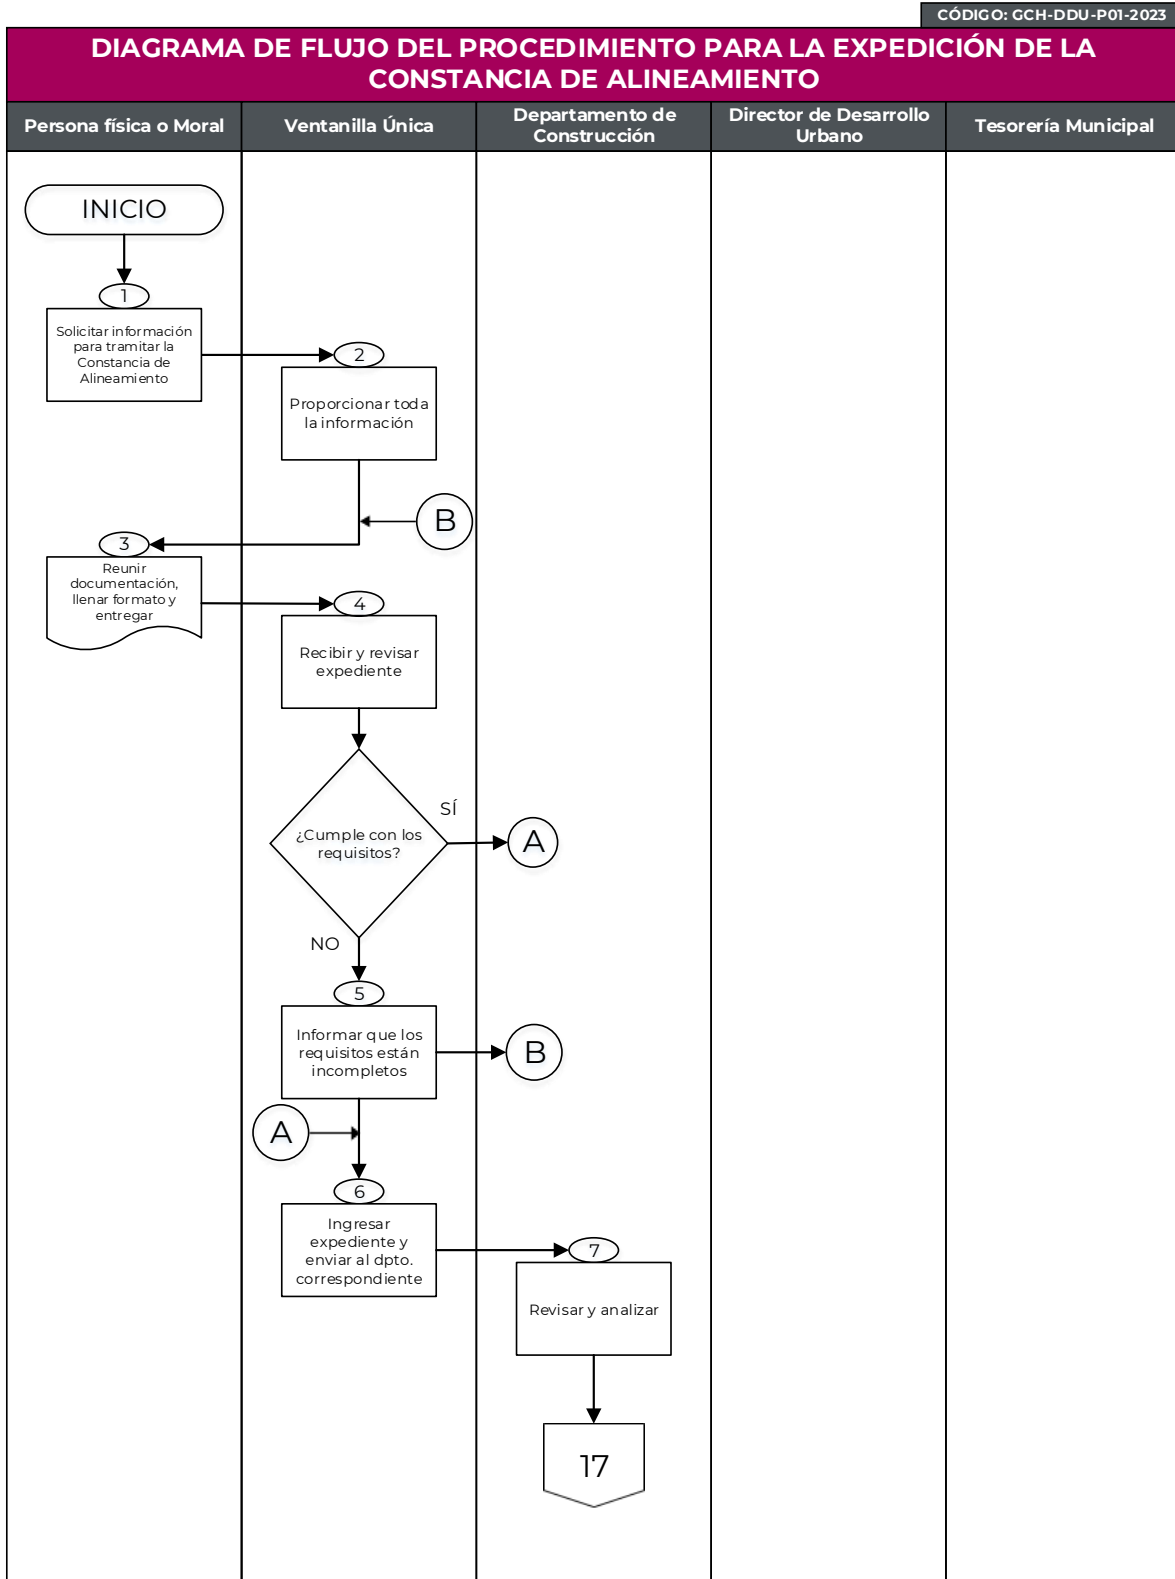 CÓDIGO: GCH-DDU-P01-2023
DIAGRAMA DE FLUJO DEL PROCEDIMIENTO PARA LA EXPEDICIÓN DE LA
CONSTANCIA DE ALINEAMIENTO
Persona física o Moral
Ventanilla Única
Departamento de
Construcción
Director de Desarrollo
Urbano
Tesorería Municipal
INICIO
1
Solicitar información
para tramitar la
Constancia de
Alineamiento
2
Proporcionar toda
la información
B
3
Reunir
documentación,
llenar formato y
entregar
4
Recibir y revisar
expediente
¿Cumple con los
requisitos?
SÍ
A
NO
5
Informar que los
requisitos están
incompletos
B
A
6
Ingresar
expediente y
enviar al dpto.
correspondiente
7
Revisar y analizar
17